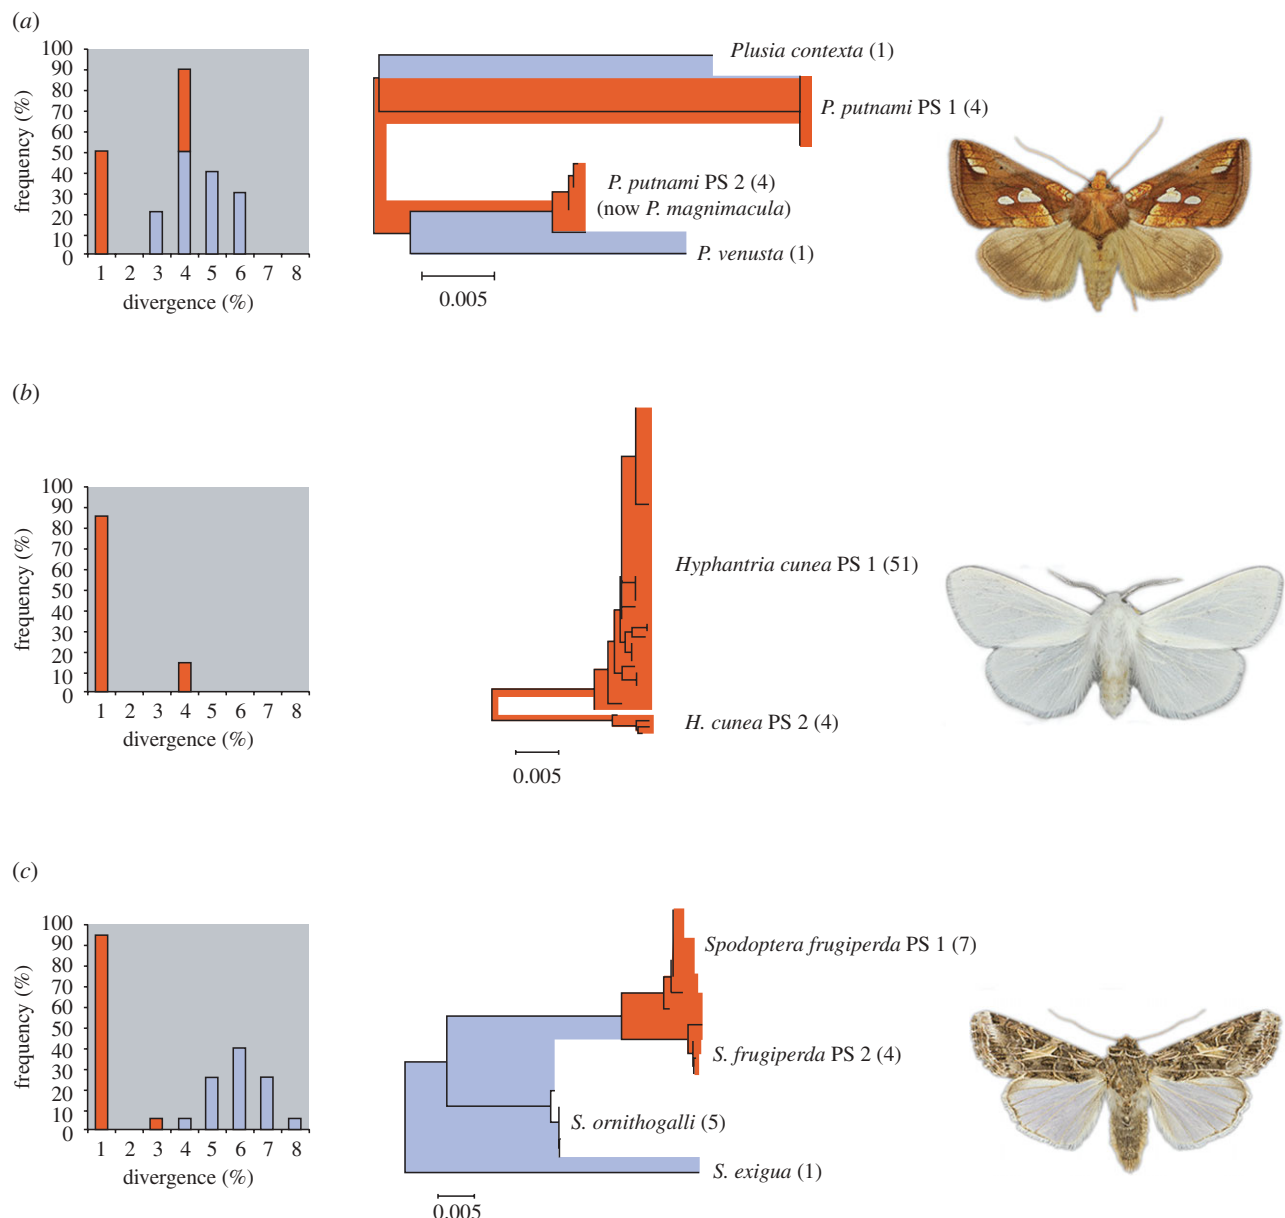 (a)
100
90
80
70
60
50
40
30
20
10
0
frequency (%)
1 2 3 4 5 6 7 8
divergence (%)
Plusia contexta (1)
P. putnami PS 1 (4)
P. putnami PS 2 (4)
(now P. magnimacula)
P. venusta (1)
0.005
(b)
100
90
80
70
60
50
40
30
20
10
0
frequency (%)
1 2 3 4 5 6 7 8
divergence (%)
Hyphantria cunea PS 1 (51)
H. cunea PS 2 (4)
0.005
(c)
100
90
80
70
60
50
40
30
20
10
0
frequency (%)
1 2 3 4 5 6 7 8
divergence (%)
Spodoptera frugiperda PS 1 (7)
S. frugiperda PS 2 (4)
S. ornithogalli (5)
S. exigua (1)
0.005